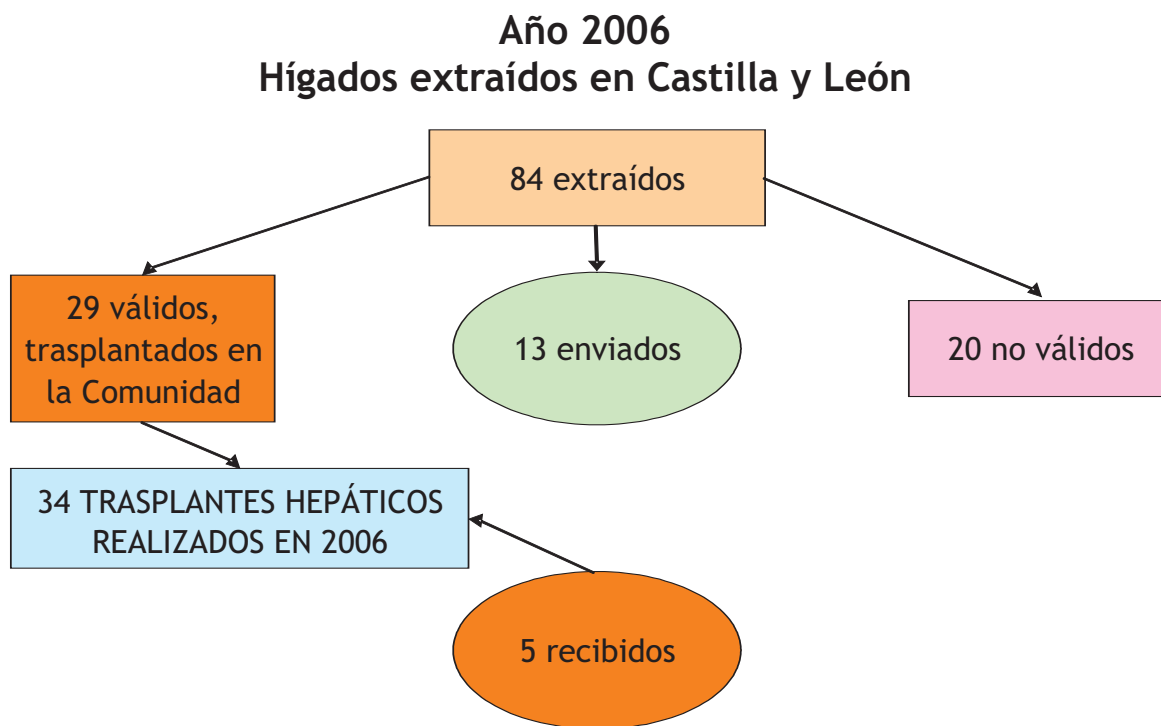 Año 2006
Hígados extraídos en Castilla y León
84 extraídos
29 válidos,
trasplantados en
la Comunidad
13 enviados
20 no válidos
34 TRASPLANTES HEPÁTICOS
REALIZADOS EN 2006
5 recibidos